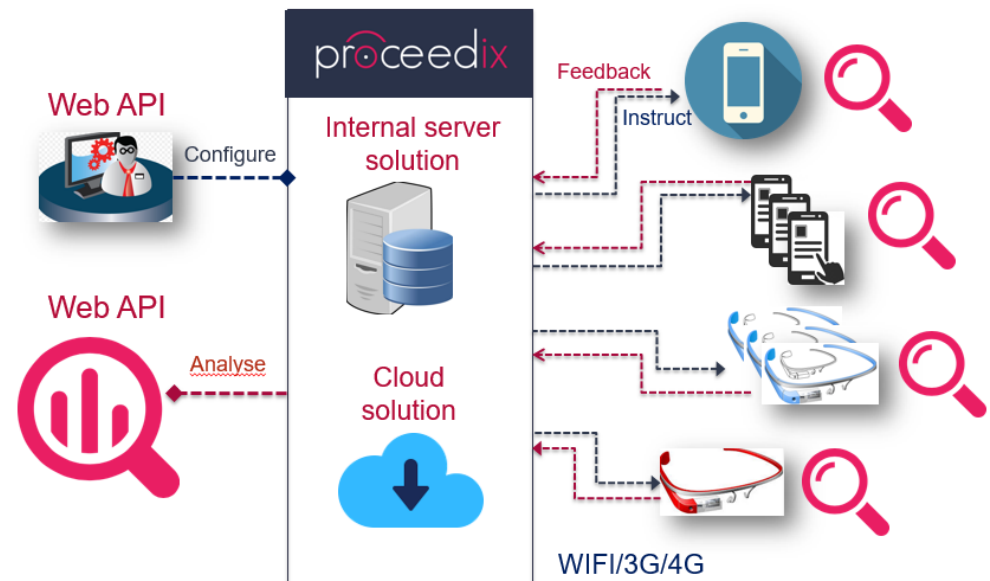 proceedix
Web API
Configure
Internal server
solution
Feedback
Instruct
Web API
Analyse
Cloud
solution
WIFI/3G/4G